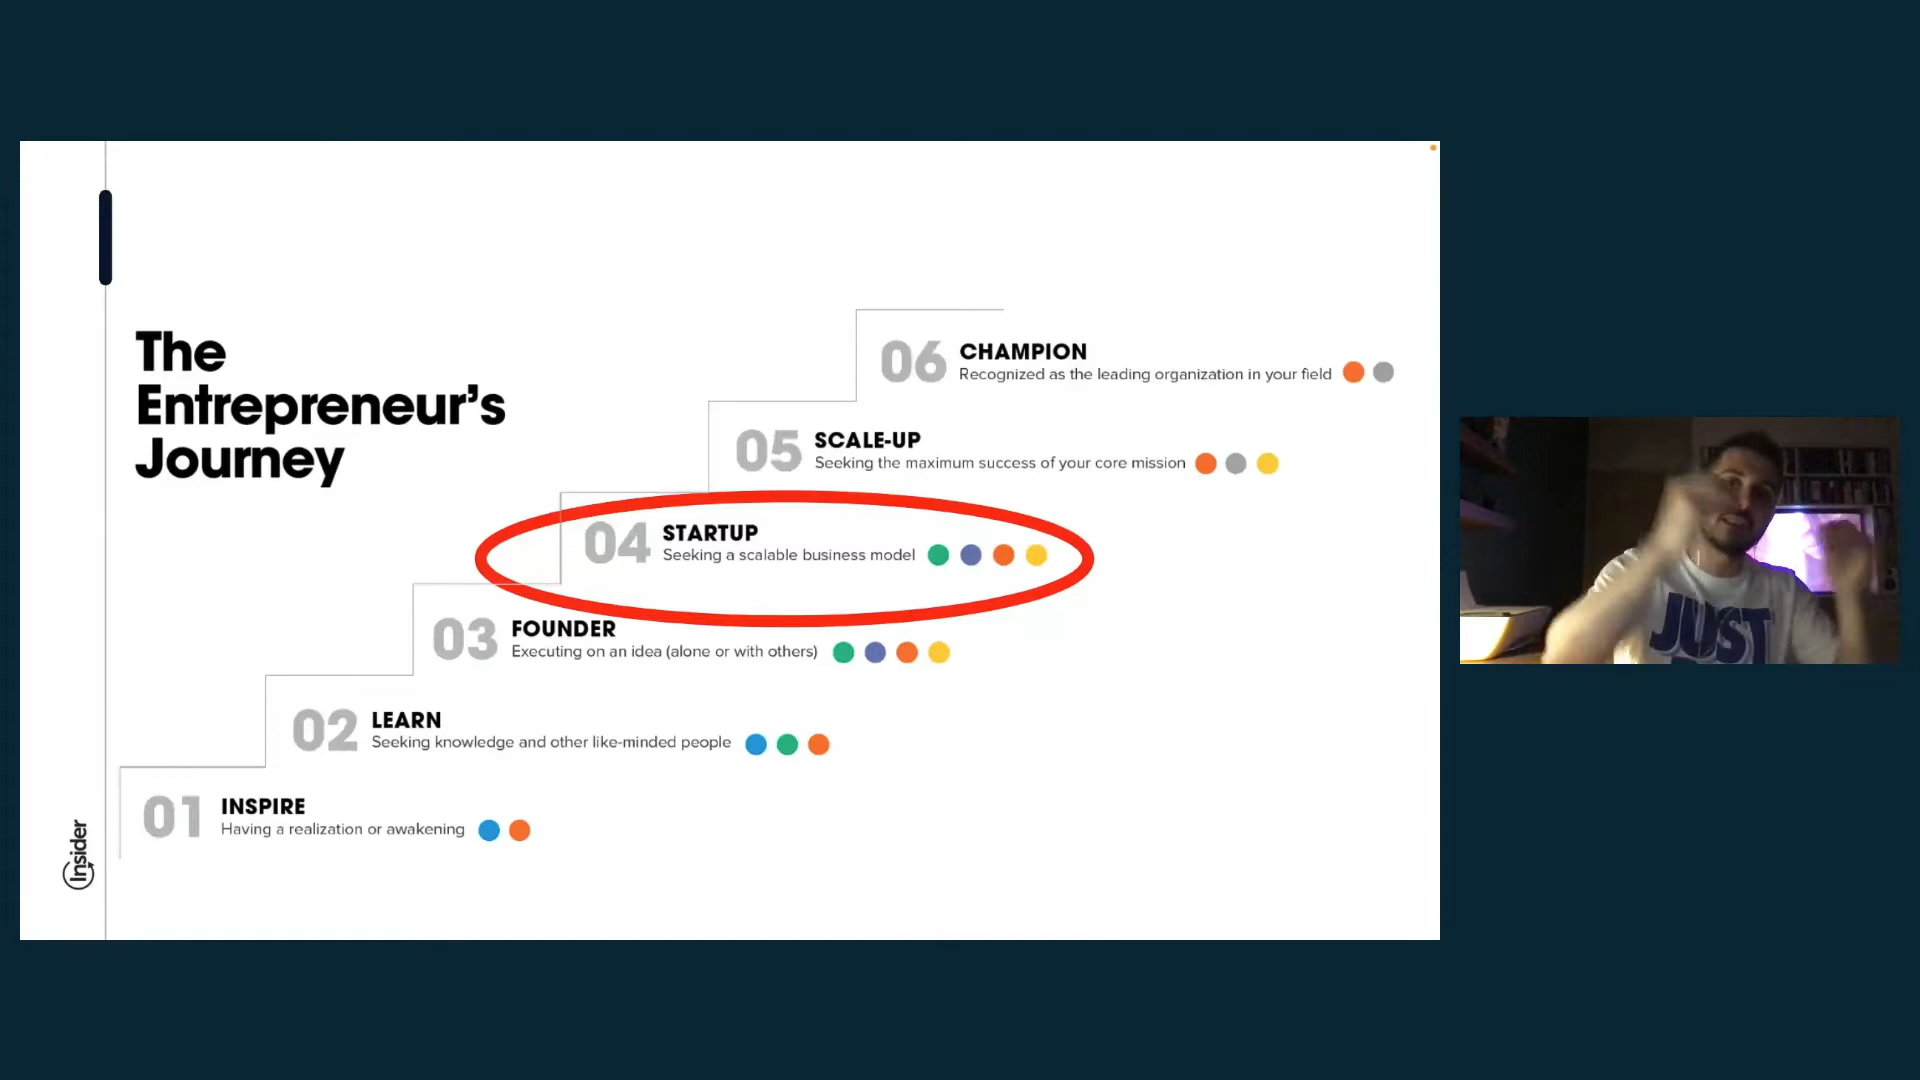 The
Entrepreneur's
Journey
06 CHAMPION
Recognized as the leading organization in your field
05 SCALE-UP
Seeking the maximum success of your core mission
04 STARTUP
Seeking a scalable business model
03 FOUNDER
Executing on an idea (alone or with others)
02 LEARN
Seeking knowledge and other like-minded people
01 INSPIRE
Having a realization or awakening
Insider
JUST